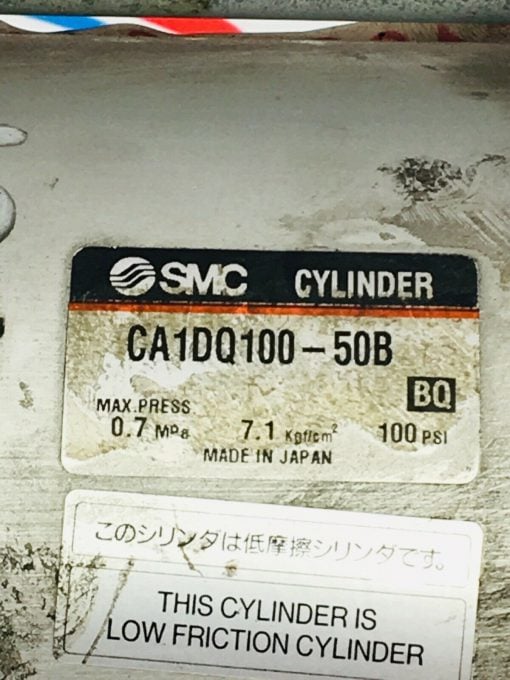 SMC CYLINDER
CA1DQ100-50B
BQ
MAX.PRESS
0.7 MPa 7.1 Kgf/cm² 100 PSI
MADE IN JAPAN
このシリンダは低摩擦シリンダです。
THIS CYLINDER IS
LOW FRICTION CYLINDER